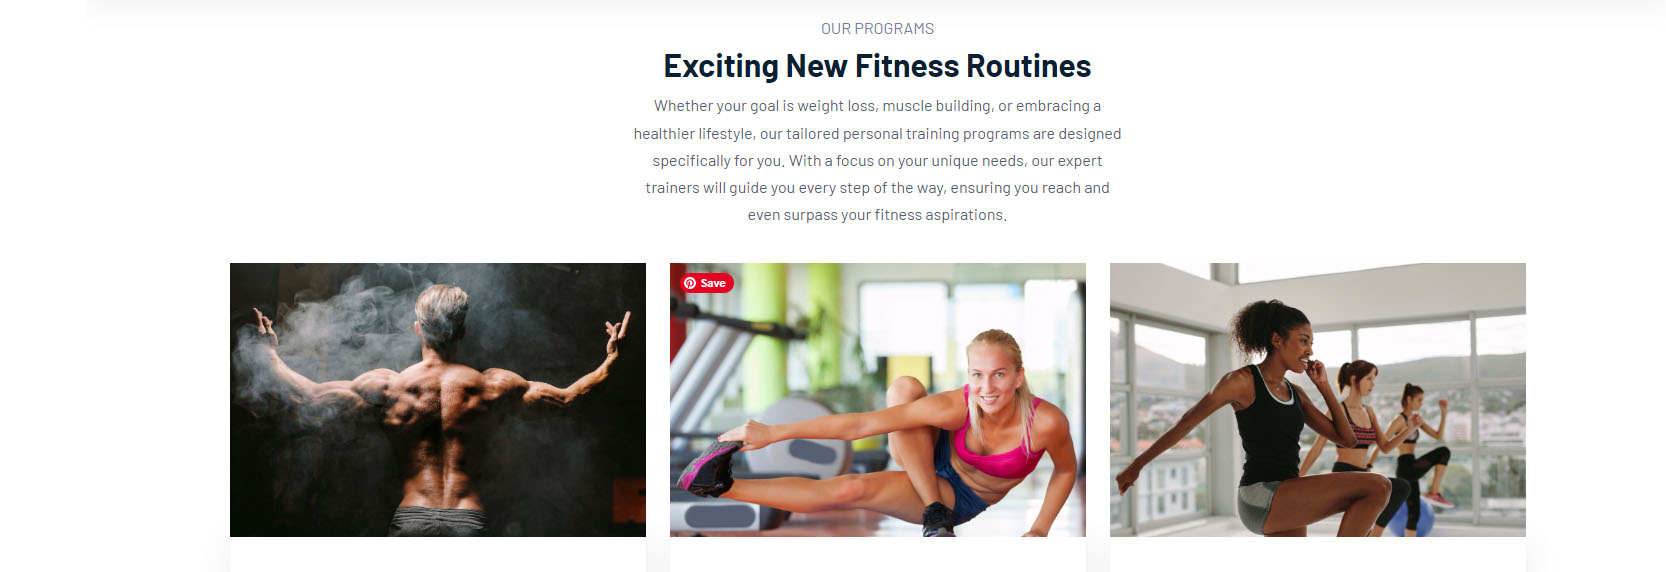 OUR PROGRAMS
Exciting New Fitness Routines
Whether your goal is weight loss, muscle building, or embracing a
healthier lifestyle, our tailored personal training programs are designed
specifically for you. With a focus on your unique needs, our expert
trainers will guide you every step of the way, ensuring you reach and
even surpass your fitness aspirations.
Save